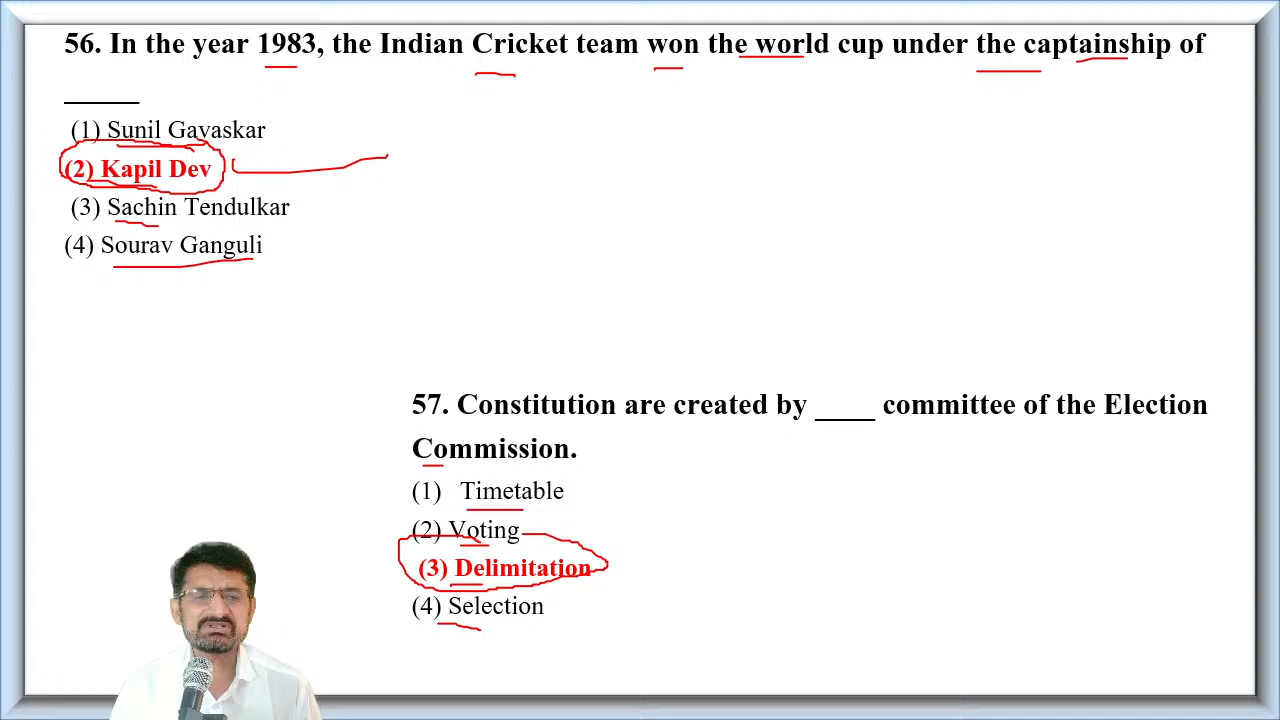 56. In the year 1983, the Indian Cricket team won the world cup under the captainship of
______
(1) Sunil Gavaskar
(2) Kapil Dev
(3) Sachin Tendulkar
(4) Sourav Ganguli
57. Constitution are created by ____ committee of the Election
Commission.
(1) Timetable
(2) Voting
(3) Delimitation
(4) Selection